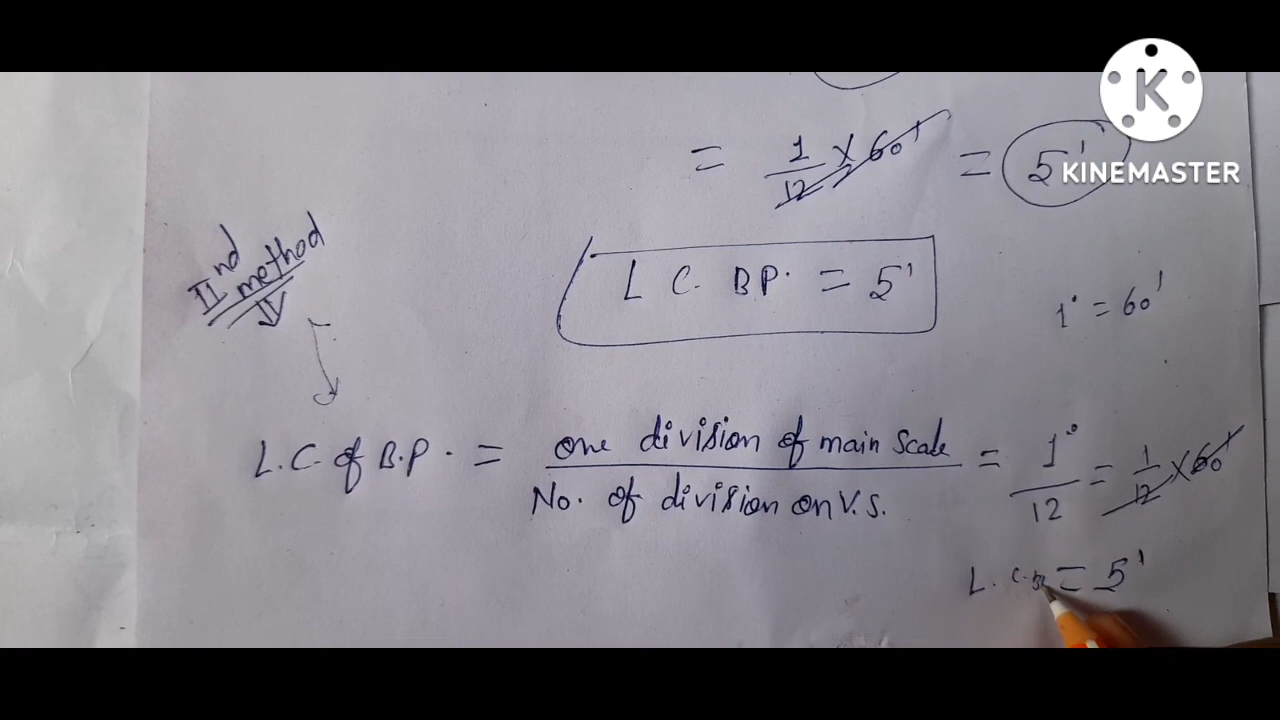 K
KINEMASTER
= 1/12 × 60' = 5'
L C. B P. = 5'
IInd method
1° = 60'
L.C. of B.P. = one division of main Scale / No. of division on V.S. = 1°/12 = 1/12 × 60'
L. C. = 5'